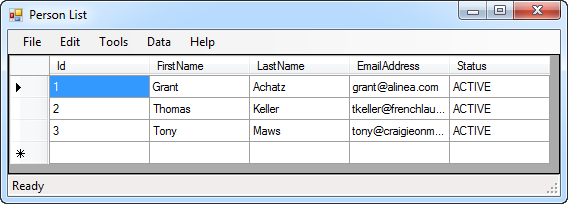 Person List
File Edit Tools Data Help
Id FirstName LastName EmailAddress Status
1 Grant Achatz grant@alinea.com ACTIVE
2 Thomas Keller tkeller@frenchlau... ACTIVE
3 Tony Maws tony@craigieonm... ACTIVE
Ready